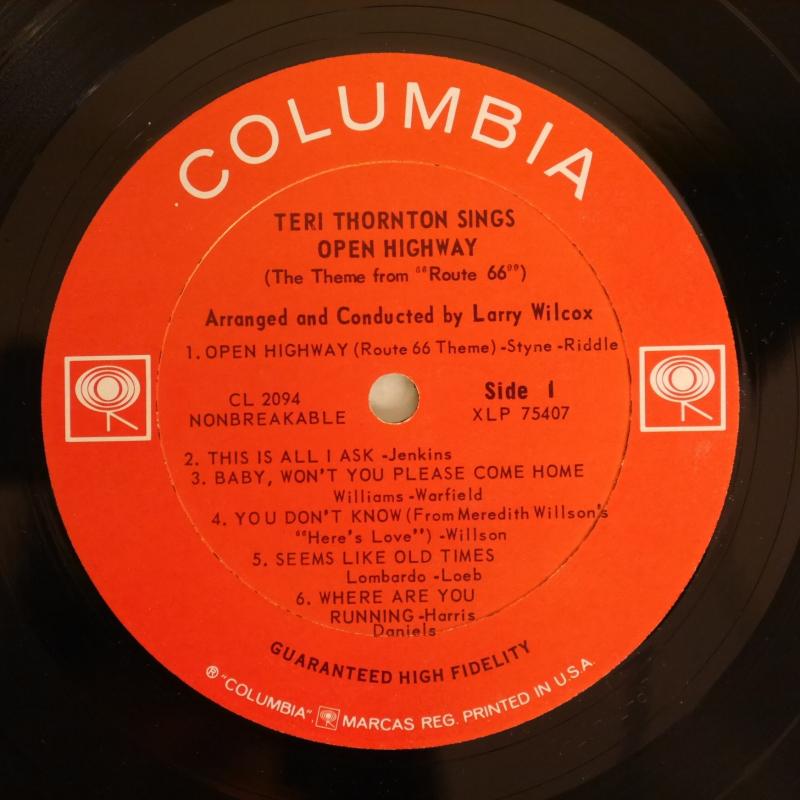 COLUMBIA
TERI THORNTON SINGS
OPEN HIGHWAY
(The Theme from "Route 66")
Arranged and Conducted by Larry Wilcox
1. OPEN HIGHWAY (Route 66 Theme) -Styne -Riddle
CL 2094
NONBREAKABLE
Side 1
XLP 75407
2. THIS IS ALL I ASK -Jenkins
3. BABY, WON'T YOU PLEASE COME HOME
Williams -Warfield
4. YOU DON'T KNOW (From Meredith Willson's
"Here's Love") -Willson
5. SEEMS LIKE OLD TIMES
Lombardo -Loeb
6. WHERE ARE YOU
RUNNING -Harris
Daniels
GUARANTEED HIGH FIDELITY
® "COLUMBIA", MARCAS REG. PRINTED IN U.S.A.